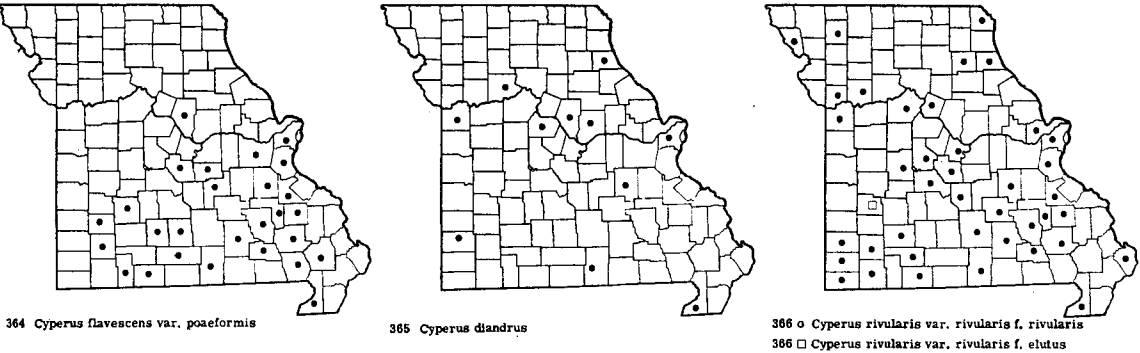 364 Cyperus flavescens var. poaeformis
365 Cyperus diandrus
366 o Cyperus rivularis var. rivularis f. rivularis
366 □ Cyperus rivularis var. rivularis f. elutus